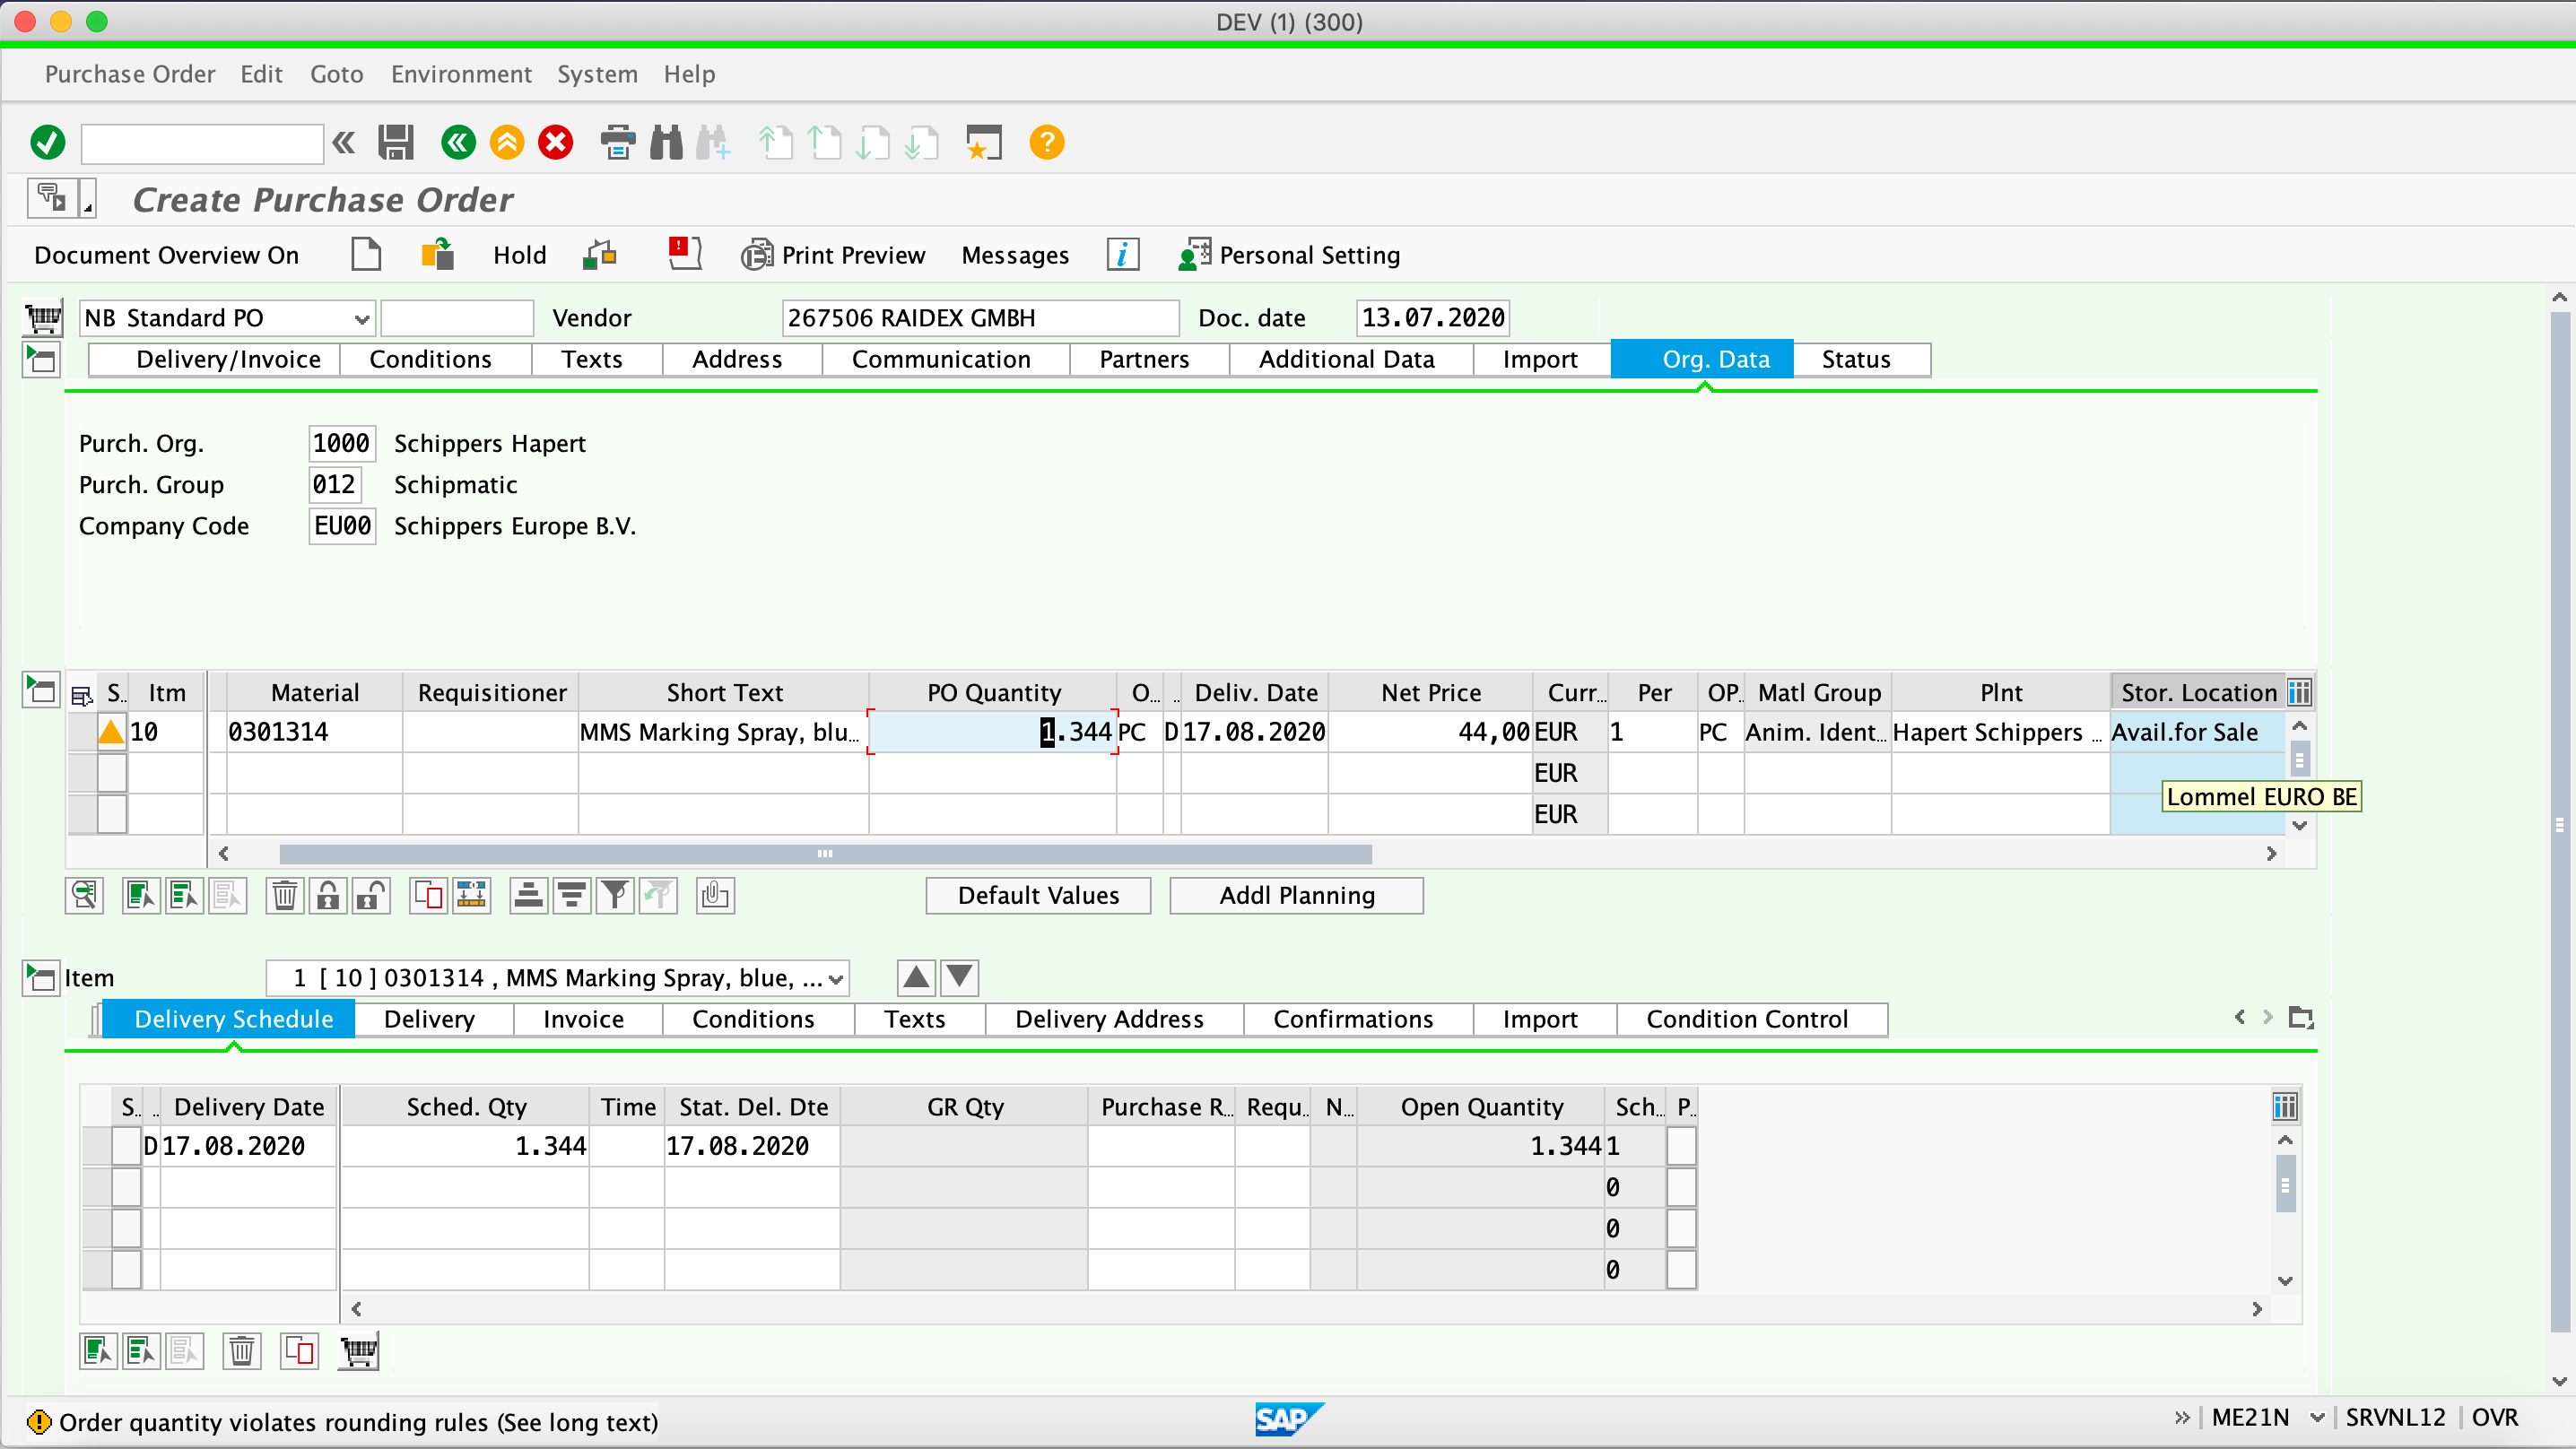 DEV (1) (300)
Purchase Order Edit Goto Environment System Help
Create Purchase Order
Document Overview On Hold Print Preview Messages Personal Setting
NB Standard PO Vendor 267506 RAIDEX GMBH Doc. date 13.07.2020
Delivery/Invoice Conditions Texts Address Communication Partners Additional Data Import Org. Data Status
Purch. Org. 1000 Schippers Hapert
Purch. Group 012 Schipmatic
Company Code EU00 Schippers Europe B.V.
S.. Itm Material Requisitioner Short Text PO Quantity O... .. Deliv. Date Net Price Curr... Per OP.. Matl Group Plnt Stor. Location
10 0301314 MMS Marking Spray, blu... 1.344 PC D 17.08.2020 44,00 EUR 1 PC Anim. Ident... Hapert Schippers ... Avail.for Sale
EUR
Lommel EURO BE
EUR
Default Values Addl Planning
Item 1 [ 10 ] 0301314 , MMS Marking Spray, blue, ...
Delivery Schedule Delivery Invoice Conditions Texts Delivery Address Confirmations Import Condition Control
S.. .. Delivery Date Sched. Qty Time Stat. Del. Dte GR Qty Purchase R... Requ.. N... Open Quantity Sch... P..
D 17.08.2020 1.344 17.08.2020 1.344 1
0
0
0
Order quantity violates rounding rules (See long text) SAP ME21N SRVNL12 OVR